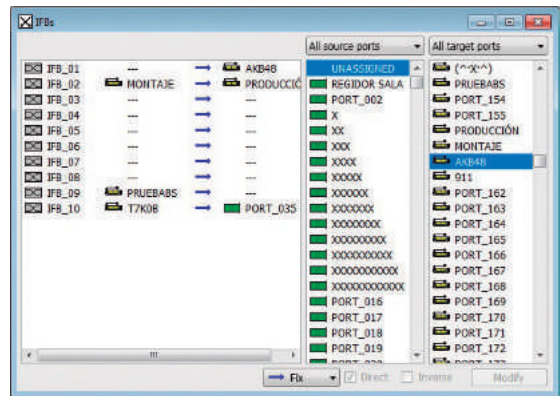 IFBs
All source ports
All target ports
IFB_01 --- AKB48
IFB_02 MONTAJE PRODUCCIÓ
IFB_03 --- ---
IFB_04 --- ---
IFB_05 --- ---
IFB_06 --- ---
IFB_07 --- ---
IFB_08 --- ---
IFB_09 PRUEBABS ---
IFB_10 T7K0B PORT_035
UNASSIGNED
REGIDOR SALA
PORT_002
X
XX
XXX
XXXX
XXXXX
XXXXXX
XXXXXXX
XXXXXXXX
XXXXXXXXX
XXXXXXXXXX
XXXXXXXXXXX
XXXXXXXXXXXX
PORT_016
PORT_017
PORT_018
PORT_019
(^·X·^)
PRUEBABS
PORT_154
PORT_155
PRODUCCIÓN
MONTAJE
AKB48
911
PORT_162
PORT_163
PORT_164
PORT_165
PORT_166
PORT_167
PORT_168
PORT_169
PORT_170
PORT_171
PORT_172
Fix
Direct
Inverse
Modify